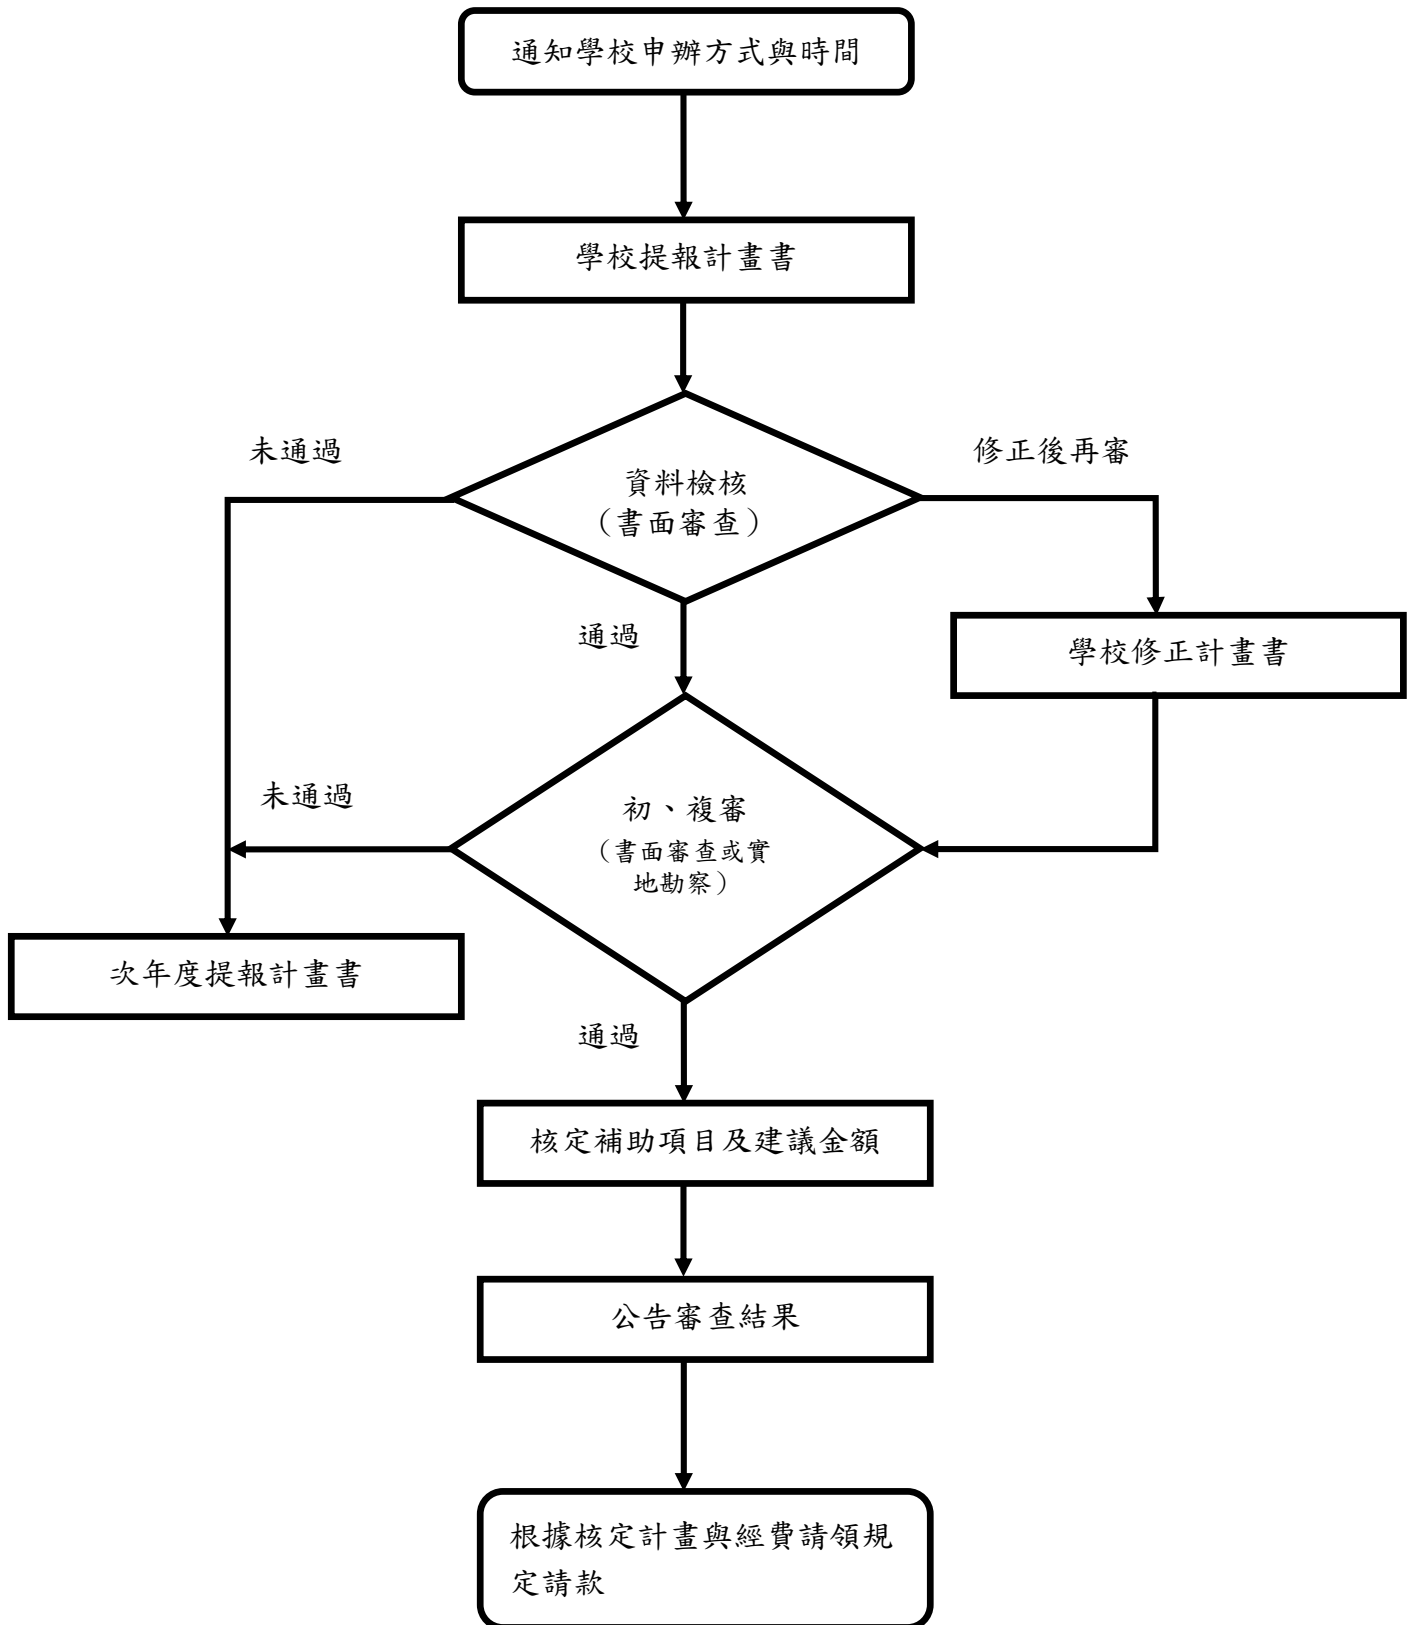 通知學校申辦方式與時間
學校提報計畫書
未通過
修正後再審
資料檢核
（書面審查）
通過
學校修正計畫書
未通過
初、複審
（書面審查或實
地勘察）
次年度提報計畫書
通過
核定補助項目及建議金額
公告審查結果
根據核定計畫與經費請領規
定請款